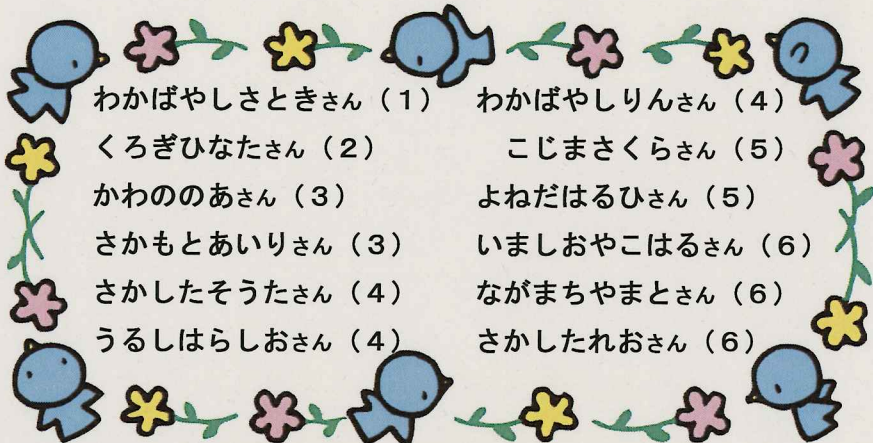 わかばやしさときさん（1）
くろぎひなたさん（2）
かわののあさん（3）
さかもとあいりさん（3）
さかしたそうたさん（4）
うるしはらしおさん（4）
わかばやしりんさん（4）
こじまさくらさん（5）
よねだはるひさん（5）
いましおやこはるさん（6）
ながまちやまとさん（6）
さかしたれおさん（6）